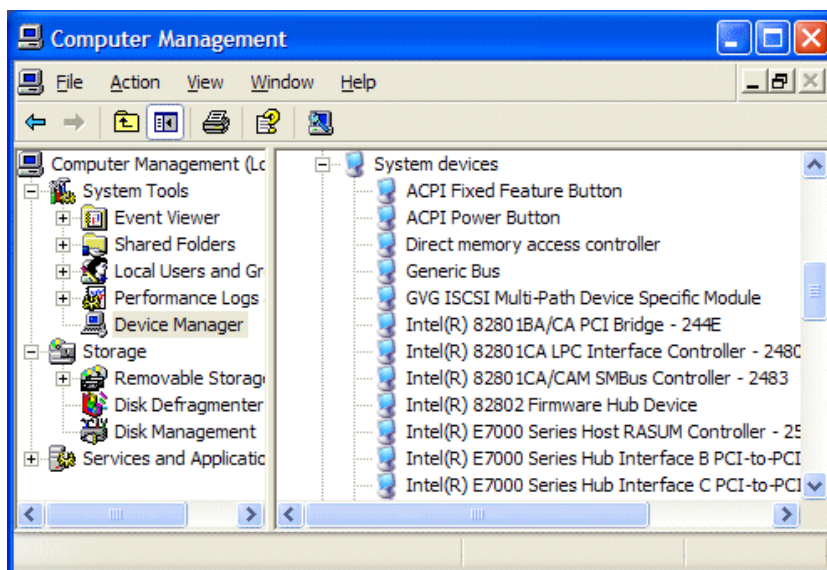 Computer Management
File Action View Window Help
Computer Management (Lo
System Tools
Event Viewer
Shared Folders
Local Users and Gr
Performance Logs
Device Manager
Storage
Removable Storag
Disk Defragmenter
Disk Management
Services and Applicatio
System devices
ACPI Fixed Feature Button
ACPI Power Button
Direct memory access controller
Generic Bus
GVG ISCSI Multi-Path Device Specific Module
Intel(R) 82801BA/CA PCI Bridge - 244E
Intel(R) 82801CA LPC Interface Controller - 2480
Intel(R) 82801CA/CAM SMBus Controller - 2483
Intel(R) 82802 Firmware Hub Device
Intel(R) E7000 Series Host RASUM Controller - 25
Intel(R) E7000 Series Hub Interface B PCI-to-PCI
Intel(R) E7000 Series Hub Interface C PCI-to-PCI